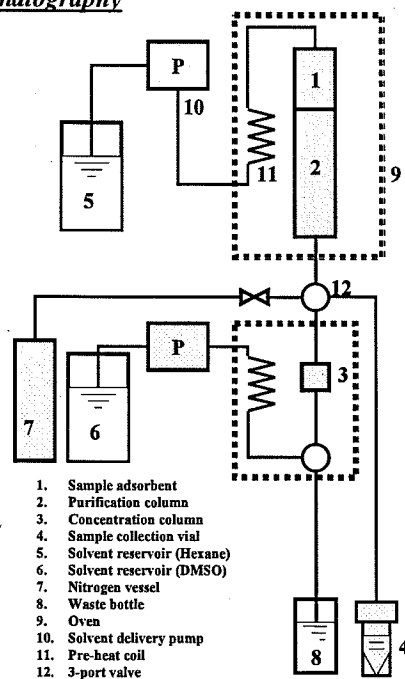 P
1
10
11
2
9
5
12
P
3
7
6
1. Sample adsorbent
2. Purification column
3. Concentration column
4. Sample collection vial
5. Solvent reservoir (Hexane)
6. Solvent reservoir (DMSO)
7. Nitrogen vessel
8. Waste bottle
9. Oven
10. Solvent delivery pump
11. Pre-heat coil
12. 3-port valve
8
4